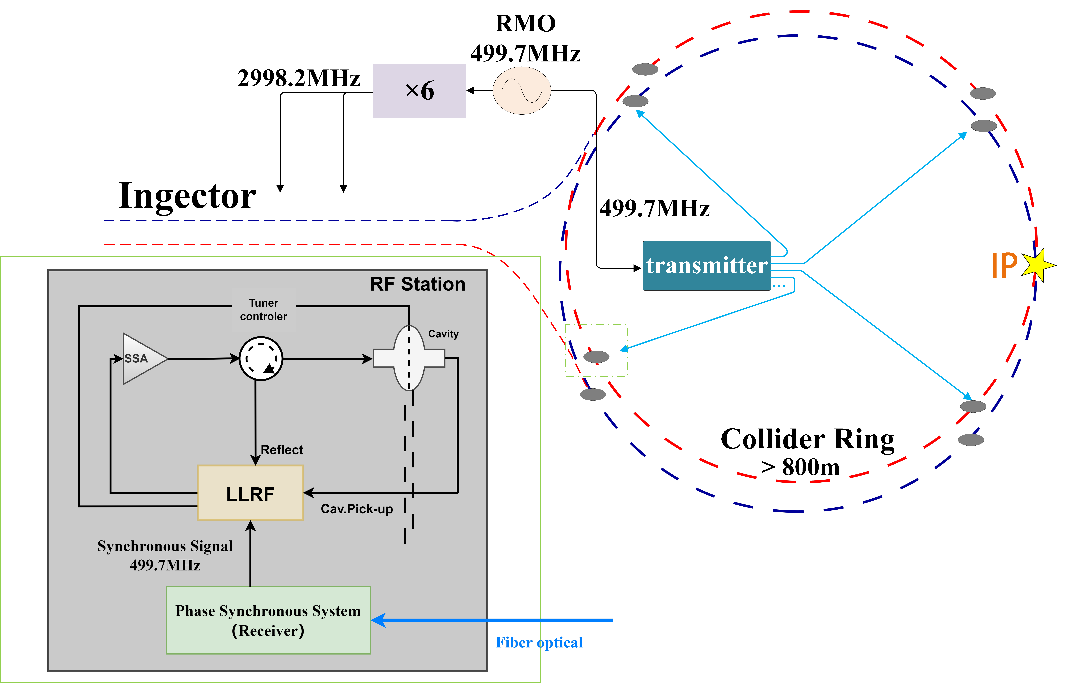 RMO
499.7MHz
2998.2MHz
×6
Ingector
499.7MHz
transmitter
...
IP
Collider Ring
> 800m
RF Station
Tuner
controler
Cavity
SSA
Reflect
LLRF
Cav.Pick-up
Synchronous Signal
499.7MHz
Phase Synchronous System
(Receiver)
Fiber optical